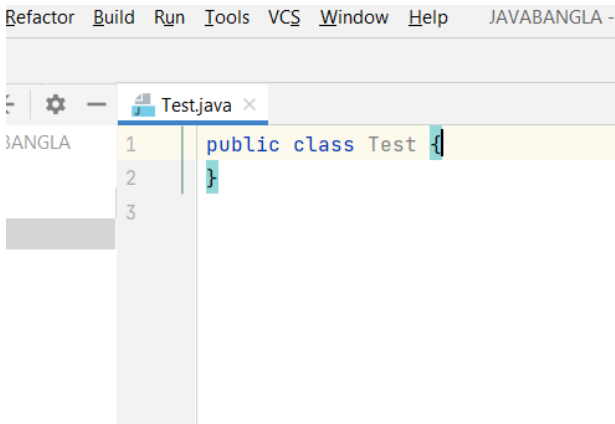 Refactor Build Run Tools VCS Window Help JAVABANGLA -
Test.java
BANGLA
1 public class Test {
2 }
3